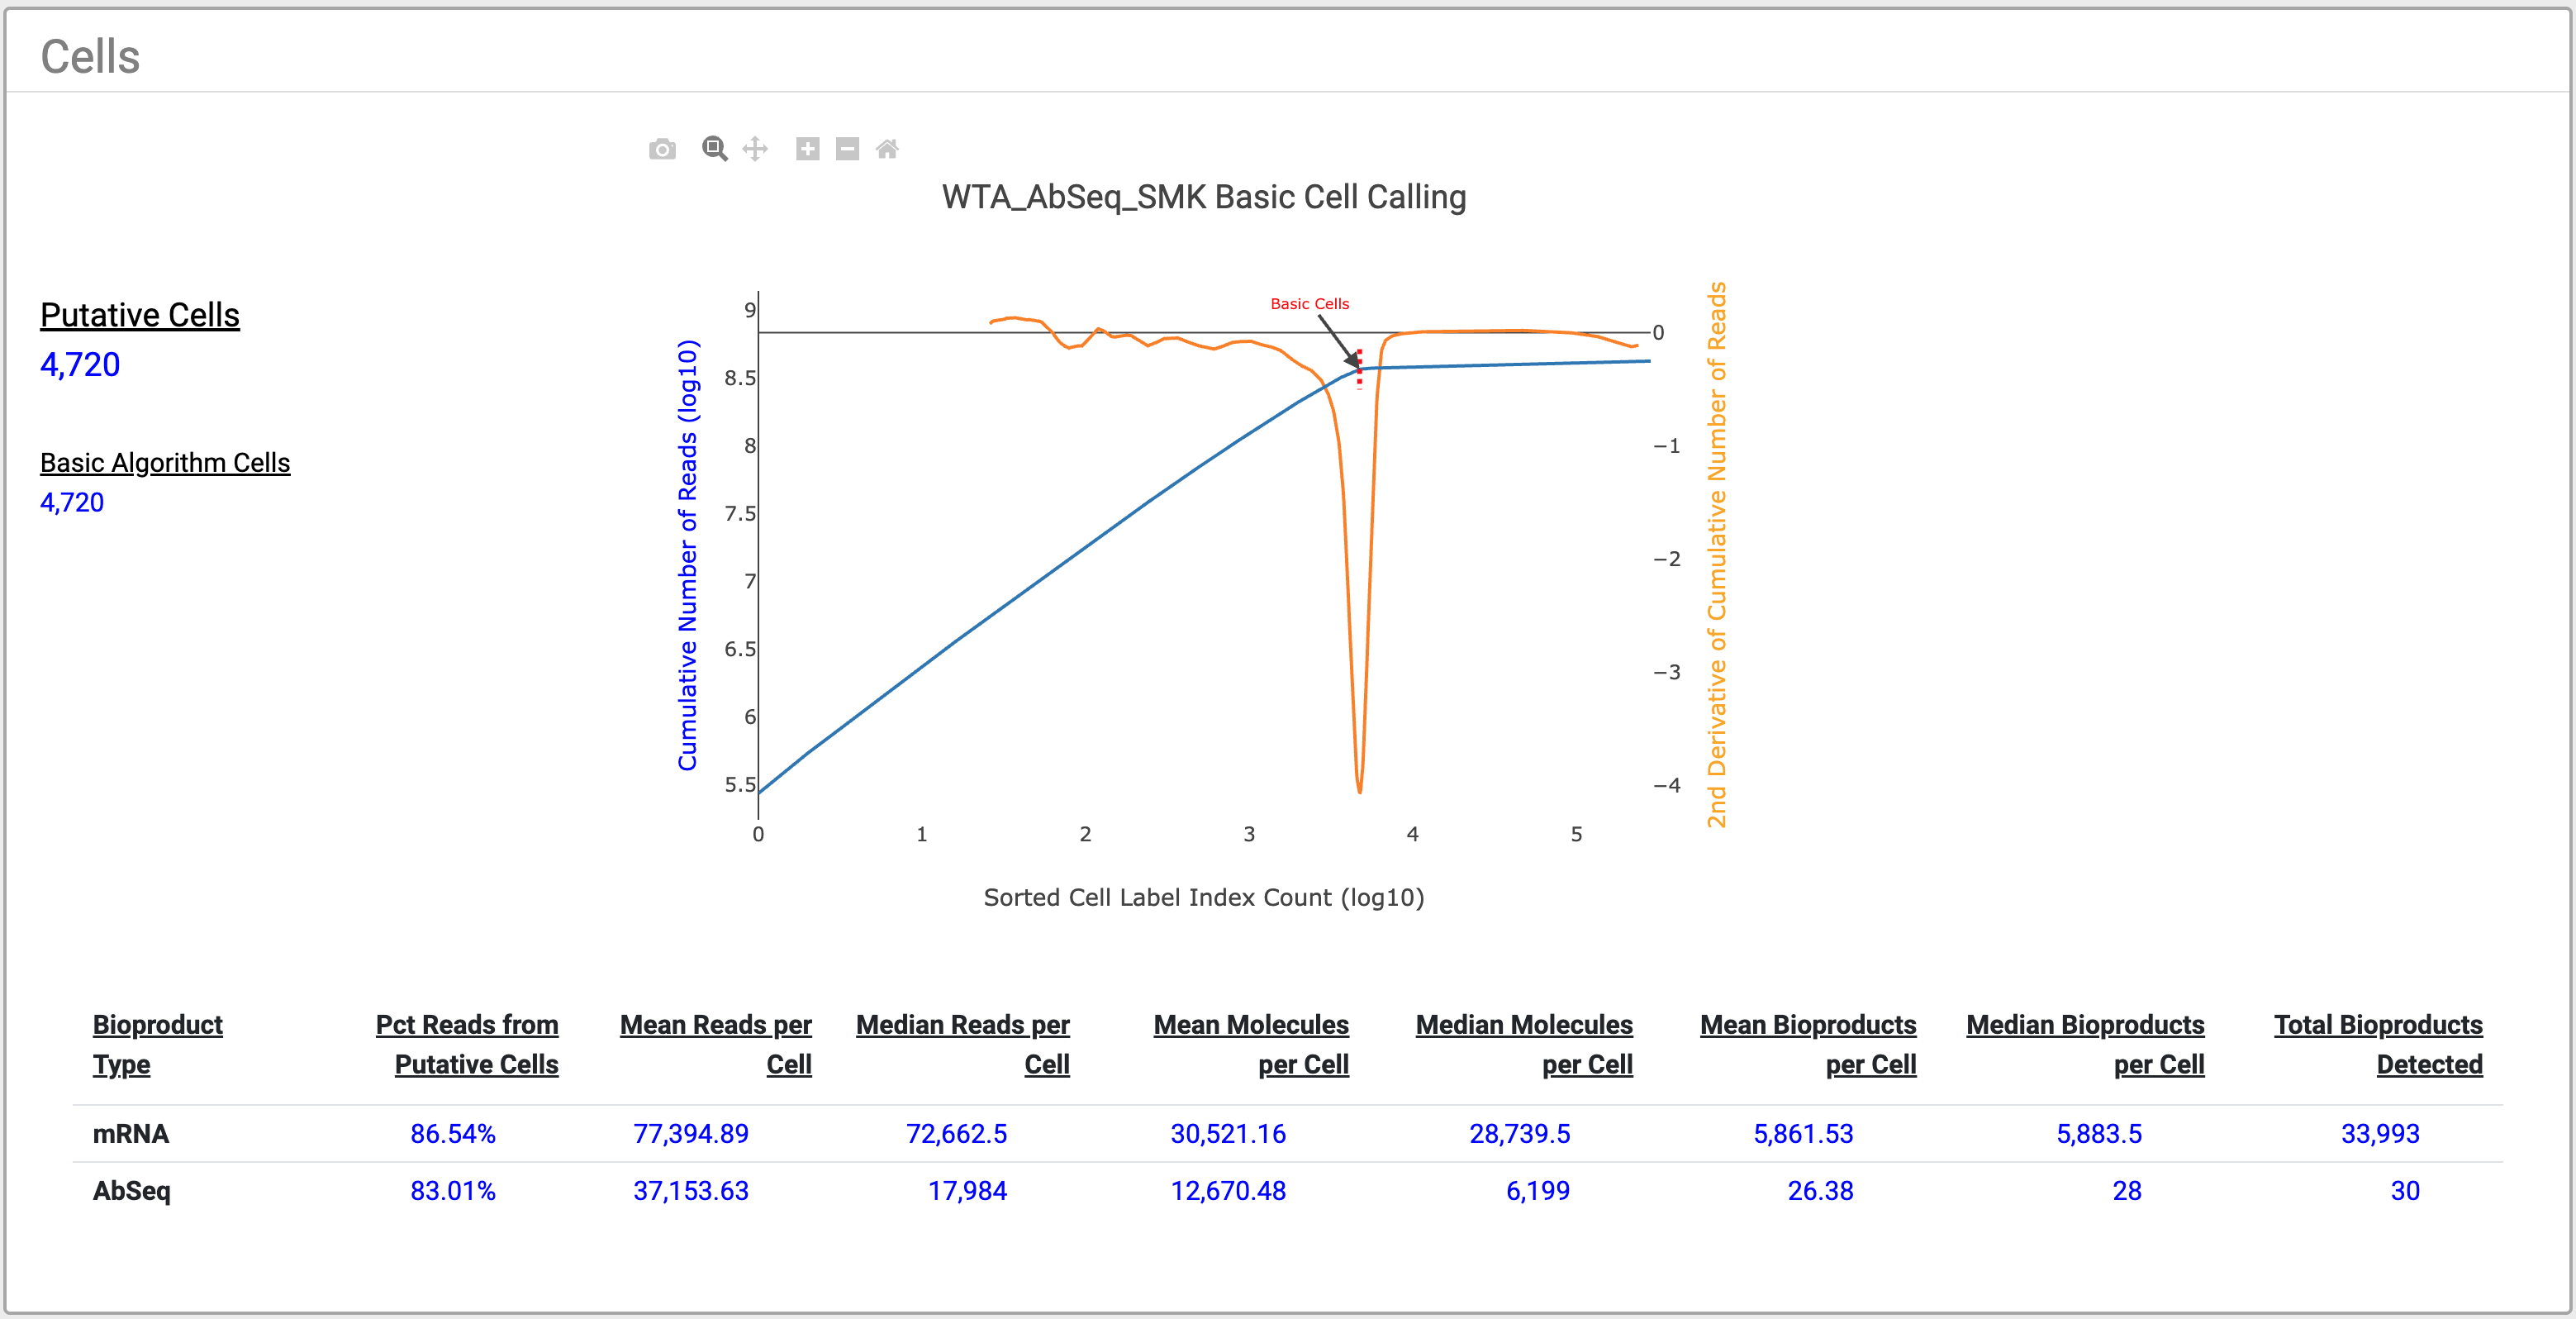 Cells
WTA_AbSeq_SMK Basic Cell Calling
Putative Cells
4,720
Basic Algorithm Cells
4,720
Cumulative Number of Reads (log10)
9
8.5
8
7.5
7
6.5
6
5.5
Basic Cells
0
−1
−2
−3
−4
2nd Derivative of Cumulative Number of Reads
0 1 2 3 4 5
Sorted Cell Label Index Count (log10)
Bioproduct Pct Reads from Mean Reads per Median Reads per Mean Molecules Median Molecules Mean Bioproducts Median Bioproducts Total Bioproducts
Type Putative Cells Cell Cell per Cell per Cell per Cell per Cell Detected
mRNA 86.54% 77,394.89 72,662.5 30,521.16 28,739.5 5,861.53 5,883.5 33,993
AbSeq 83.01% 37,153.63 17,984 12,670.48 6,199 26.38 28 30